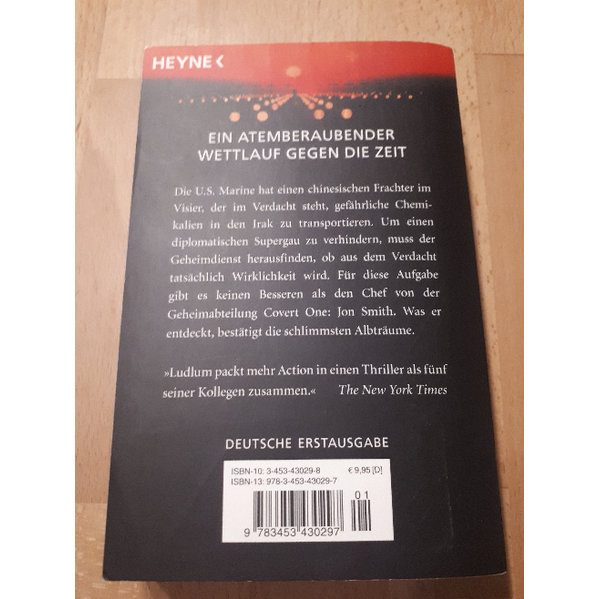 HEYNE<
EIN ATEMBERAUBENDER
WETTLAUF GEGEN DIE ZEIT
Die U.S. Marine hat einen chinesischen Frachter im
Visier, der im Verdacht steht, gefährliche Chemi-
kalien in den Irak zu transportieren. Um einen
diplomatischen Supergau zu verhindern, muss der
Geheimdienst herausfinden, ob aus dem Verdacht
tatsächlich Wirklichkeit wird. Für diese Aufgabe
gibt es keinen Besseren als den Chef von der
Geheimabteilung Covert One: Jon Smith. Was er
entdeckt, bestätigt die schlimmsten Albträume.
»Ludlum packt mehr Action in einen Thriller als fünf
seiner Kollegen zusammen.« The New York Times
DEUTSCHE ERSTAUSGABE
ISBN-10: 3-453-43029-8 € 9,95 [D]
ISBN-13: 978-3-453-43029-7
01
9 783453 430297